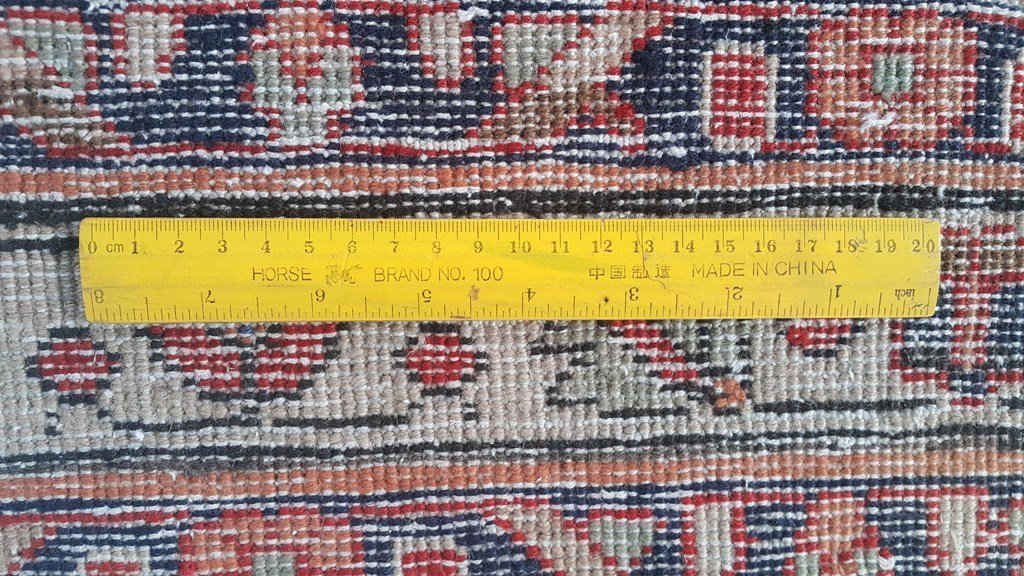 0 cm 1 2 3 4 5 6 7 8 9 10 11 12 13 14 15 16 17 18 19 20
HORSE BRAND NO. 100 中国制造 MADE IN CHINA
8 7 6 5 4 3 2 1 inch